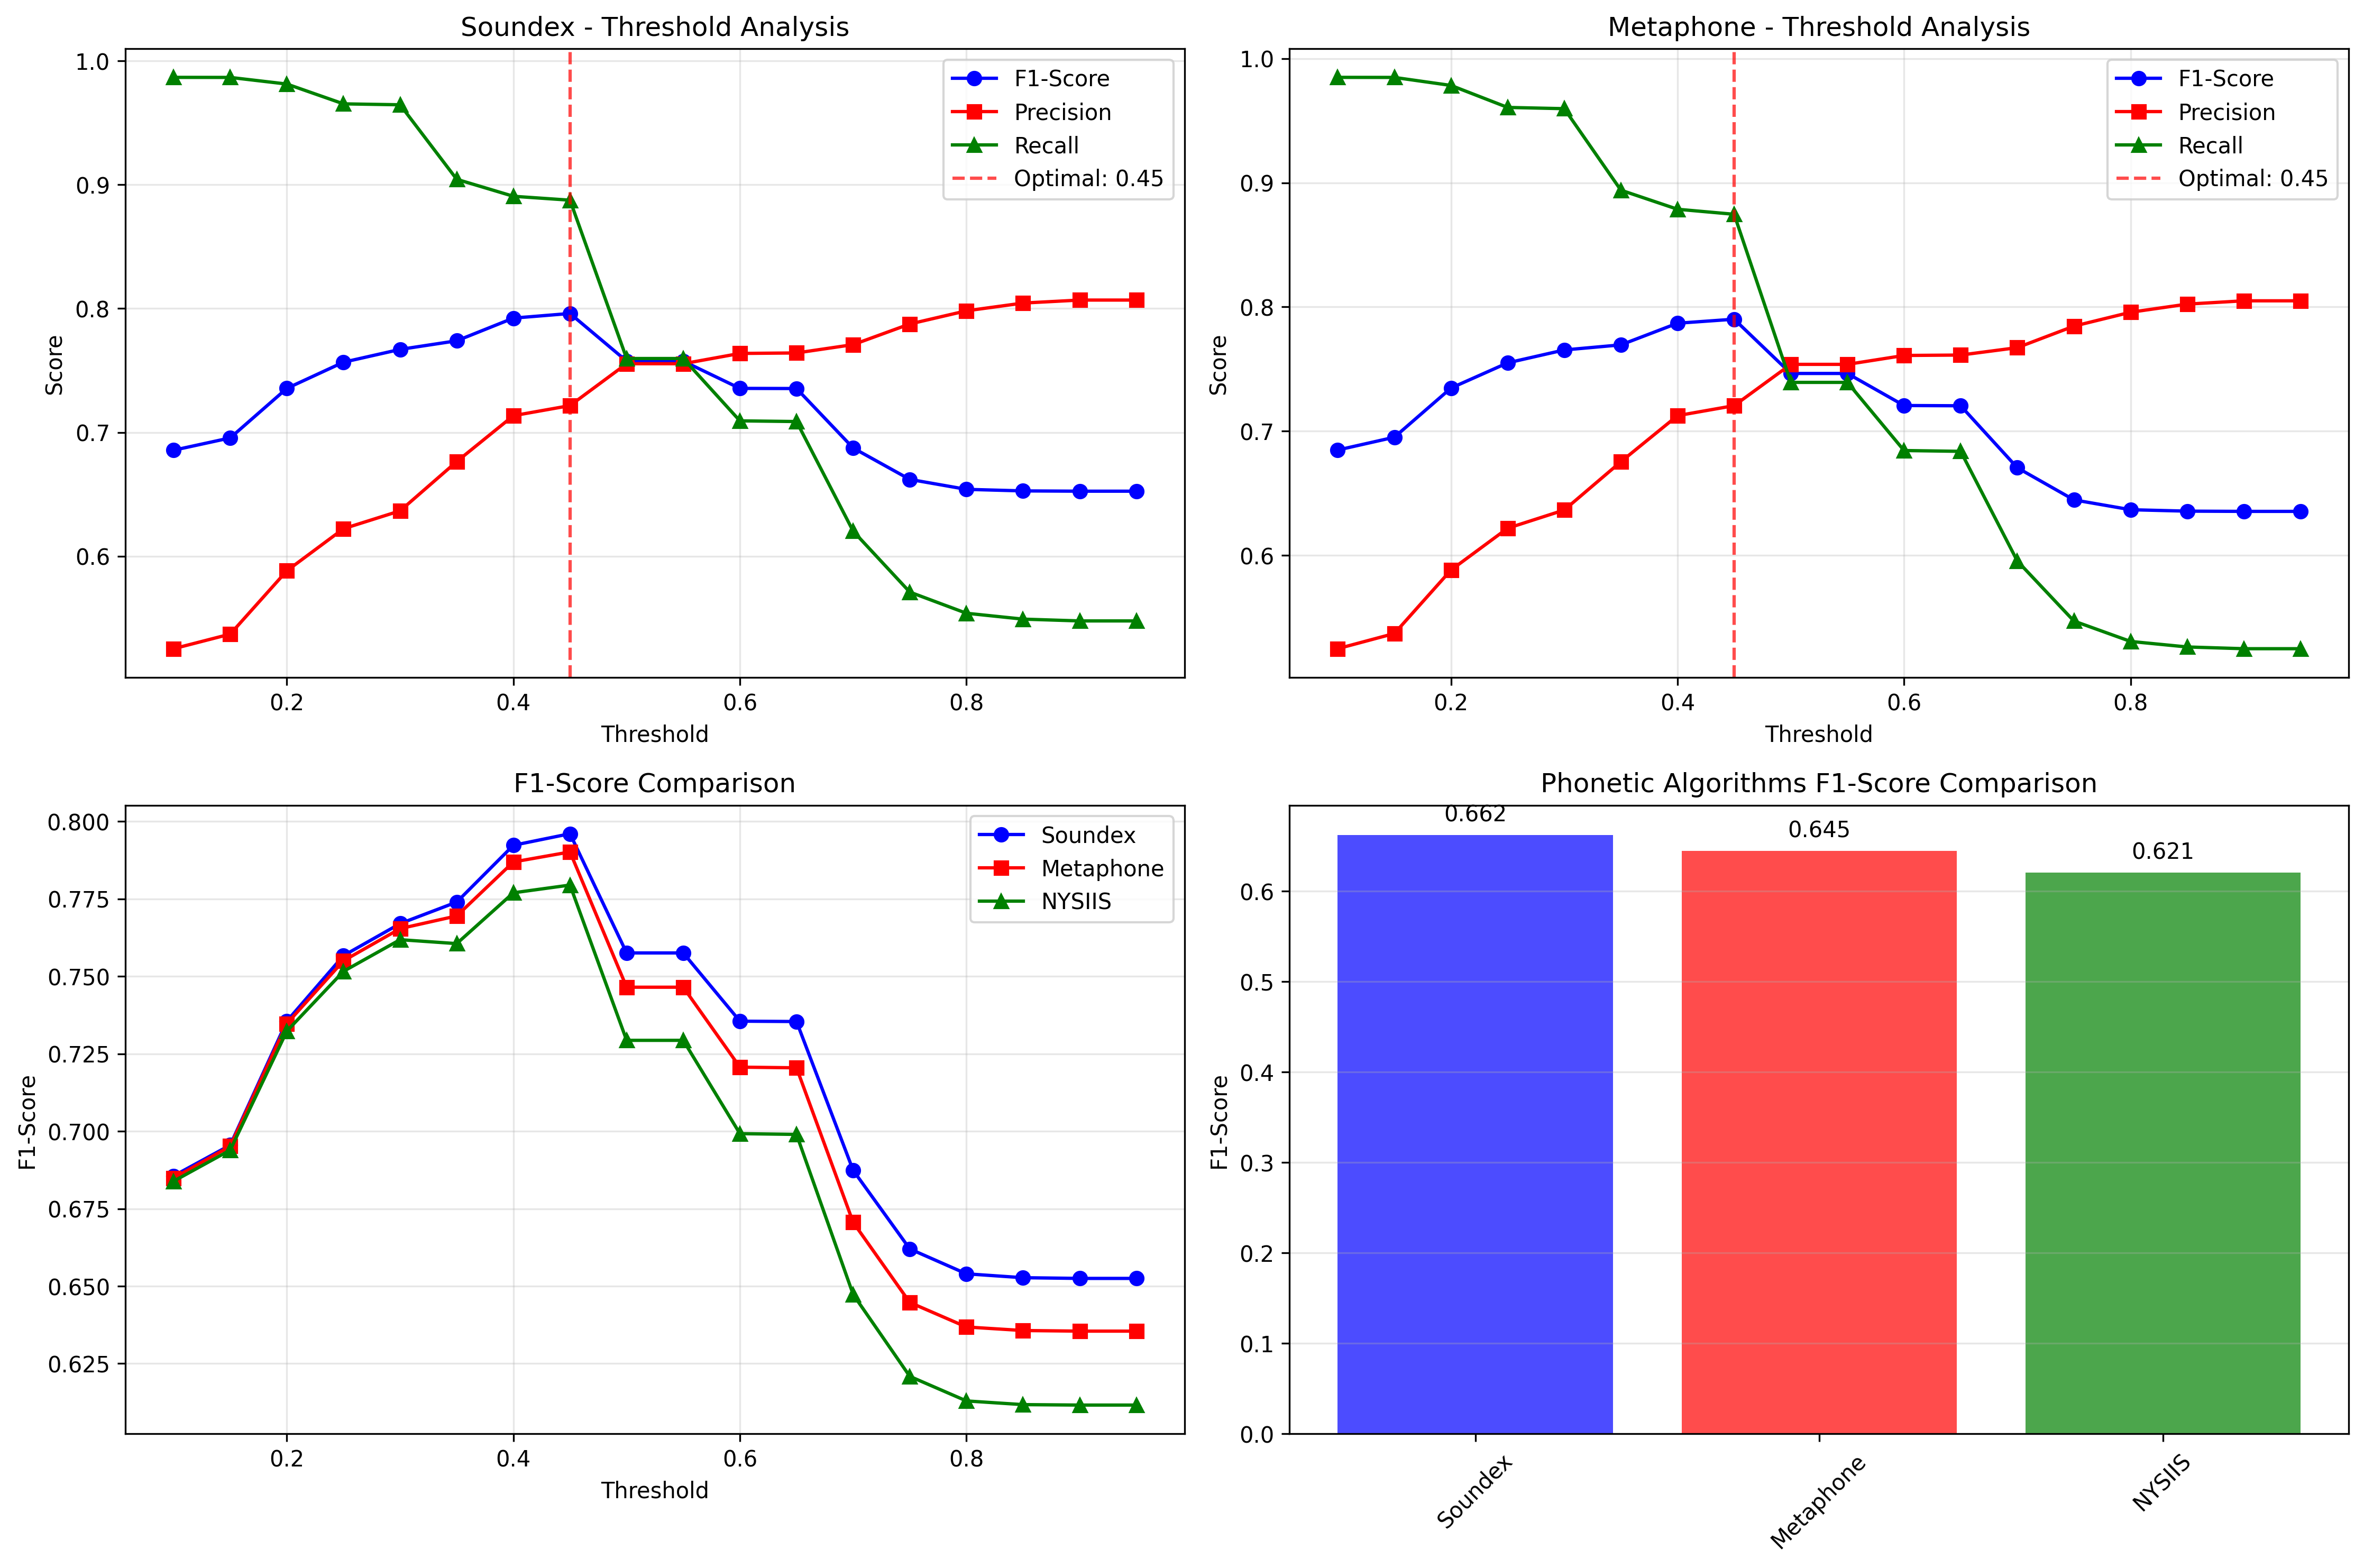 Soundex - Threshold Analysis
1.0
0.9
0.8
0.7
0.6
Score
0.2
0.4
0.6
0.8
Threshold
F1-Score
Precision
Recall
Optimal: 0.45
Metaphone - Threshold Analysis
1.0
0.9
0.8
0.7
0.6
Score
0.2
0.4
0.6
0.8
Threshold
F1-Score
Precision
Recall
Optimal: 0.45
F1-Score Comparison
0.800
0.775
0.750
0.725
0.700
0.675
0.650
0.625
F1-Score
0.2
0.4
0.6
0.8
Threshold
Soundex
Metaphone
NYSIIS
Phonetic Algorithms F1-Score Comparison
0.662
0.645
0.621
0.6
0.5
0.4
0.3
0.2
0.1
0.0
F1-Score
Soundex
Metaphone
NYSIIS